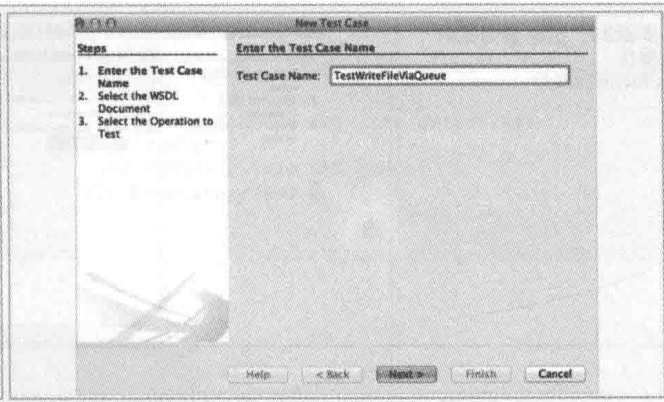 New Test Case
Steps
1. Enter the Test Case
Name
2. Select the WSDL
Document
3. Select the Operation to
Test
Enter the Test Case Name
Test Case Name: TestWriteFileViaQueue
Help
< Back
Next >
Finish
Cancel